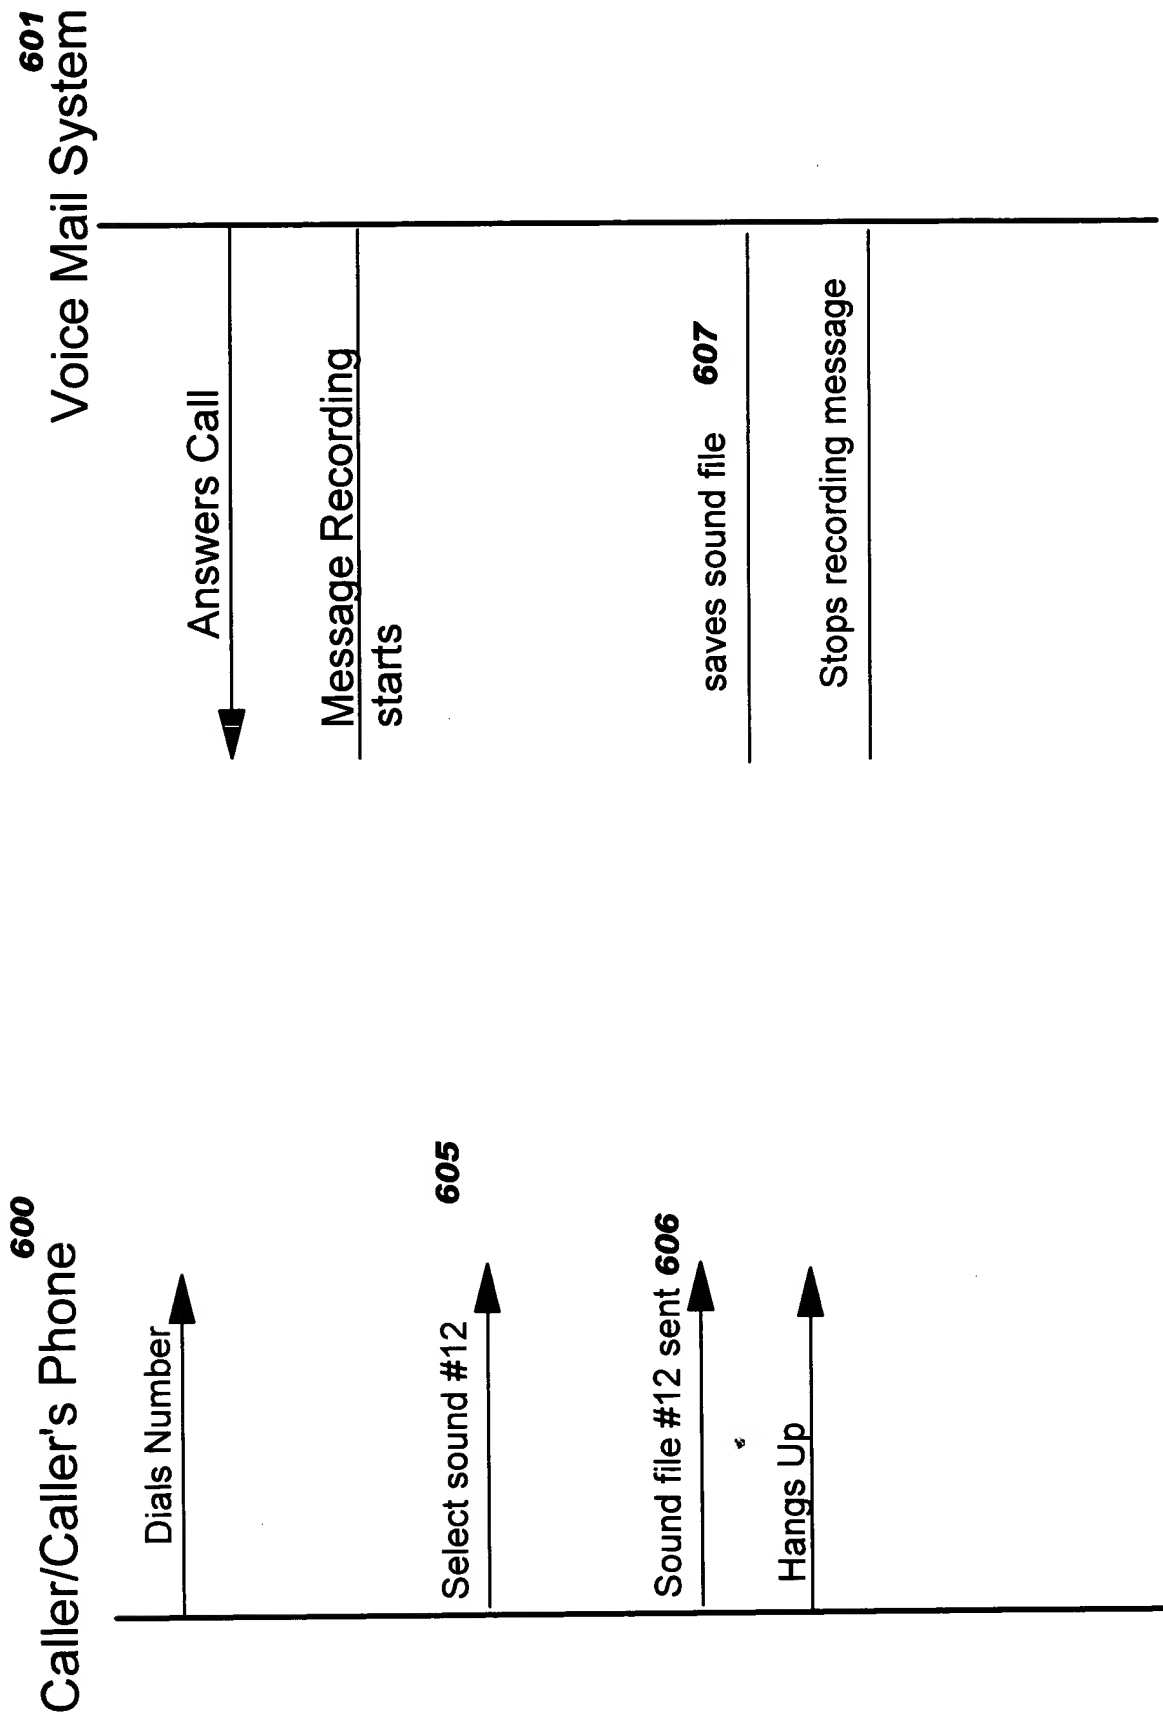 600
Caller/Caller's Phone
601
Voice Mail System
Dials Number
Answers Call
Message Recording
starts
605
Select sound #12
Sound file #12 sent 606
saves sound file 607
Hangs Up
Stops recording message